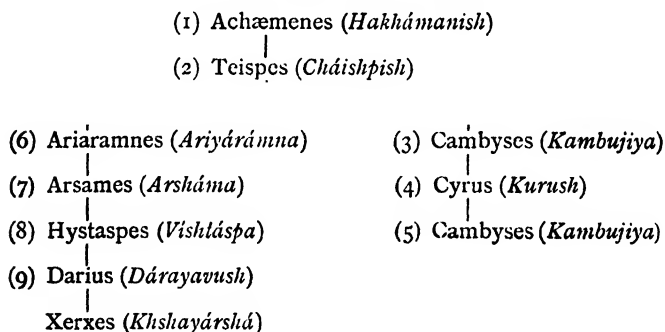 (1) Achæmenes (Hakhámanish)
(2) Teispes (Cháishpish)
(6) Ariaramnes (Ariyárámna) (3) Cambyses (Kambujiya)
(7) Arsames (Arsháma) (4) Cyrus (Kurush)
(8) Hystaspes (Víshtáspa) (5) Cambyses (Kambujiya)
(9) Darius (Dárayavush)
Xerxes (Khshayárshá)